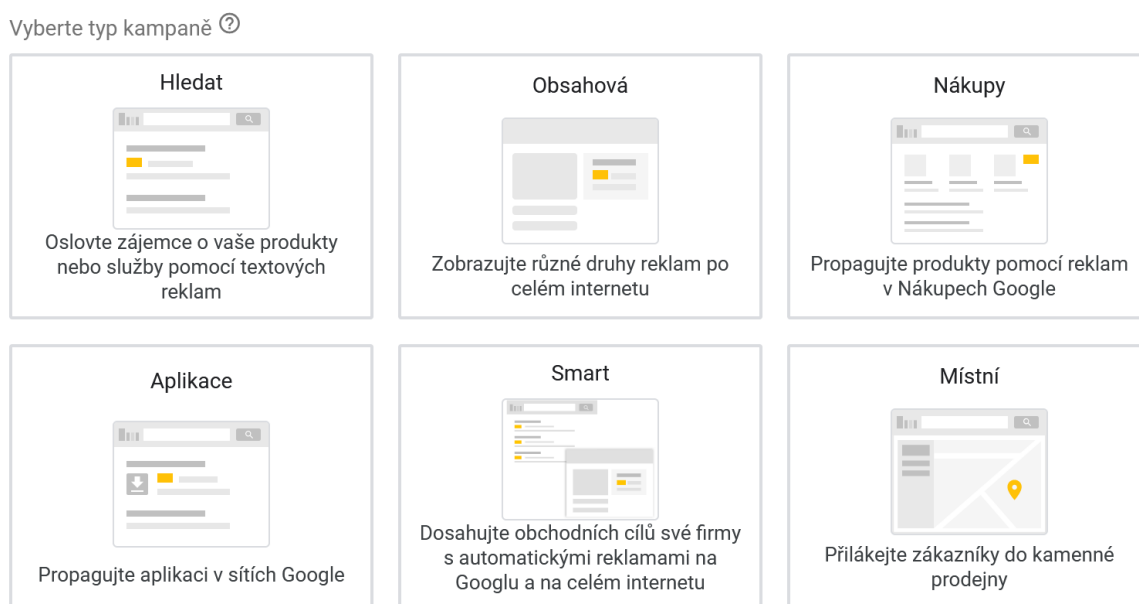 Vyberte typ kampaně
Hledat
Oslovte zájemce o vaše produkty
nebo služby pomocí textových
reklam
Obsahová
Zobrazujte různé druhy reklam po
celém internetu
Nákupy
Propagujte produkty pomocí reklam
v Nákupech Google
Aplikace
Propagujte aplikaci v sítích Google
Smart
Dosahujte obchodních cílů své firmy
s automatickými reklamami na
Googlu a na celém internetu
Místní
Přilákejte zákazníky do kamenné
prodejny